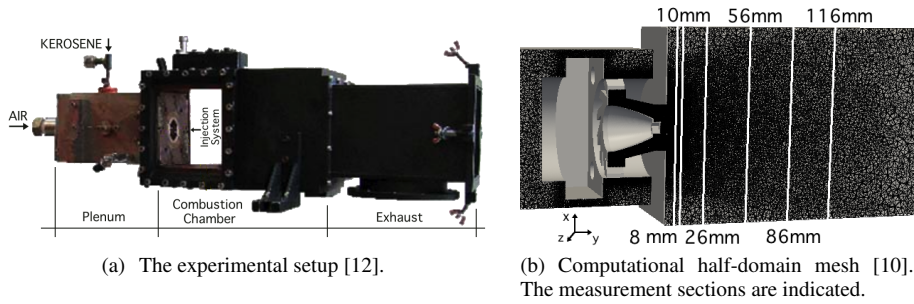 KEROSENE
AIR
Injection
System
Plenum
Combustion
Chamber
Exhaust
(a) The experimental setup [12].
10mm 56mm 116mm
x
z y
8 mm 26mm 86mm
(b) Computational half-domain mesh [10].
The measurement sections are indicated.